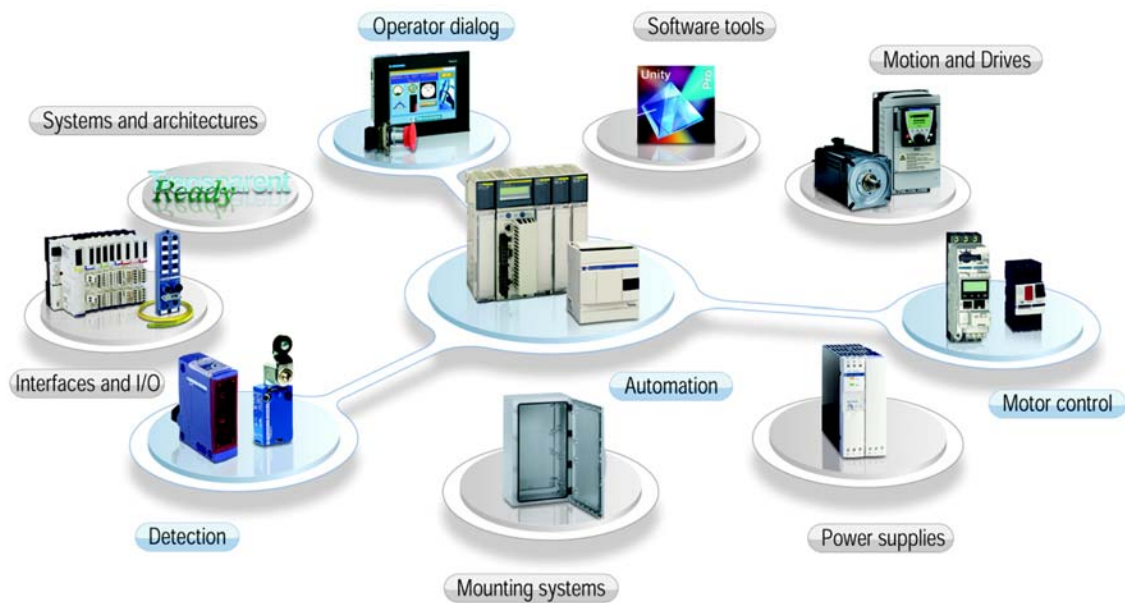 Operator dialog
Software tools
Motion and Drives
Systems and architectures
Unity
Pro
Transparent
Ready
Interfaces and I/O
Automation
Motor control
Detection
Power supplies
Mounting systems